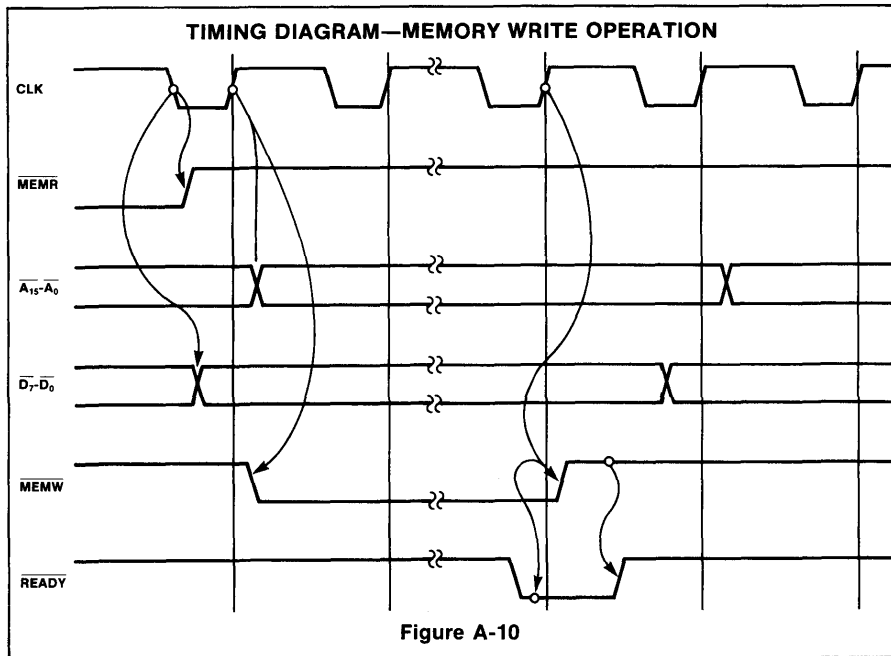 TIMING DIAGRAM—MEMORY WRITE OPERATION
CLK
MEMR
A15-A0
D7-D0
MEMW
READY
Figure A-10